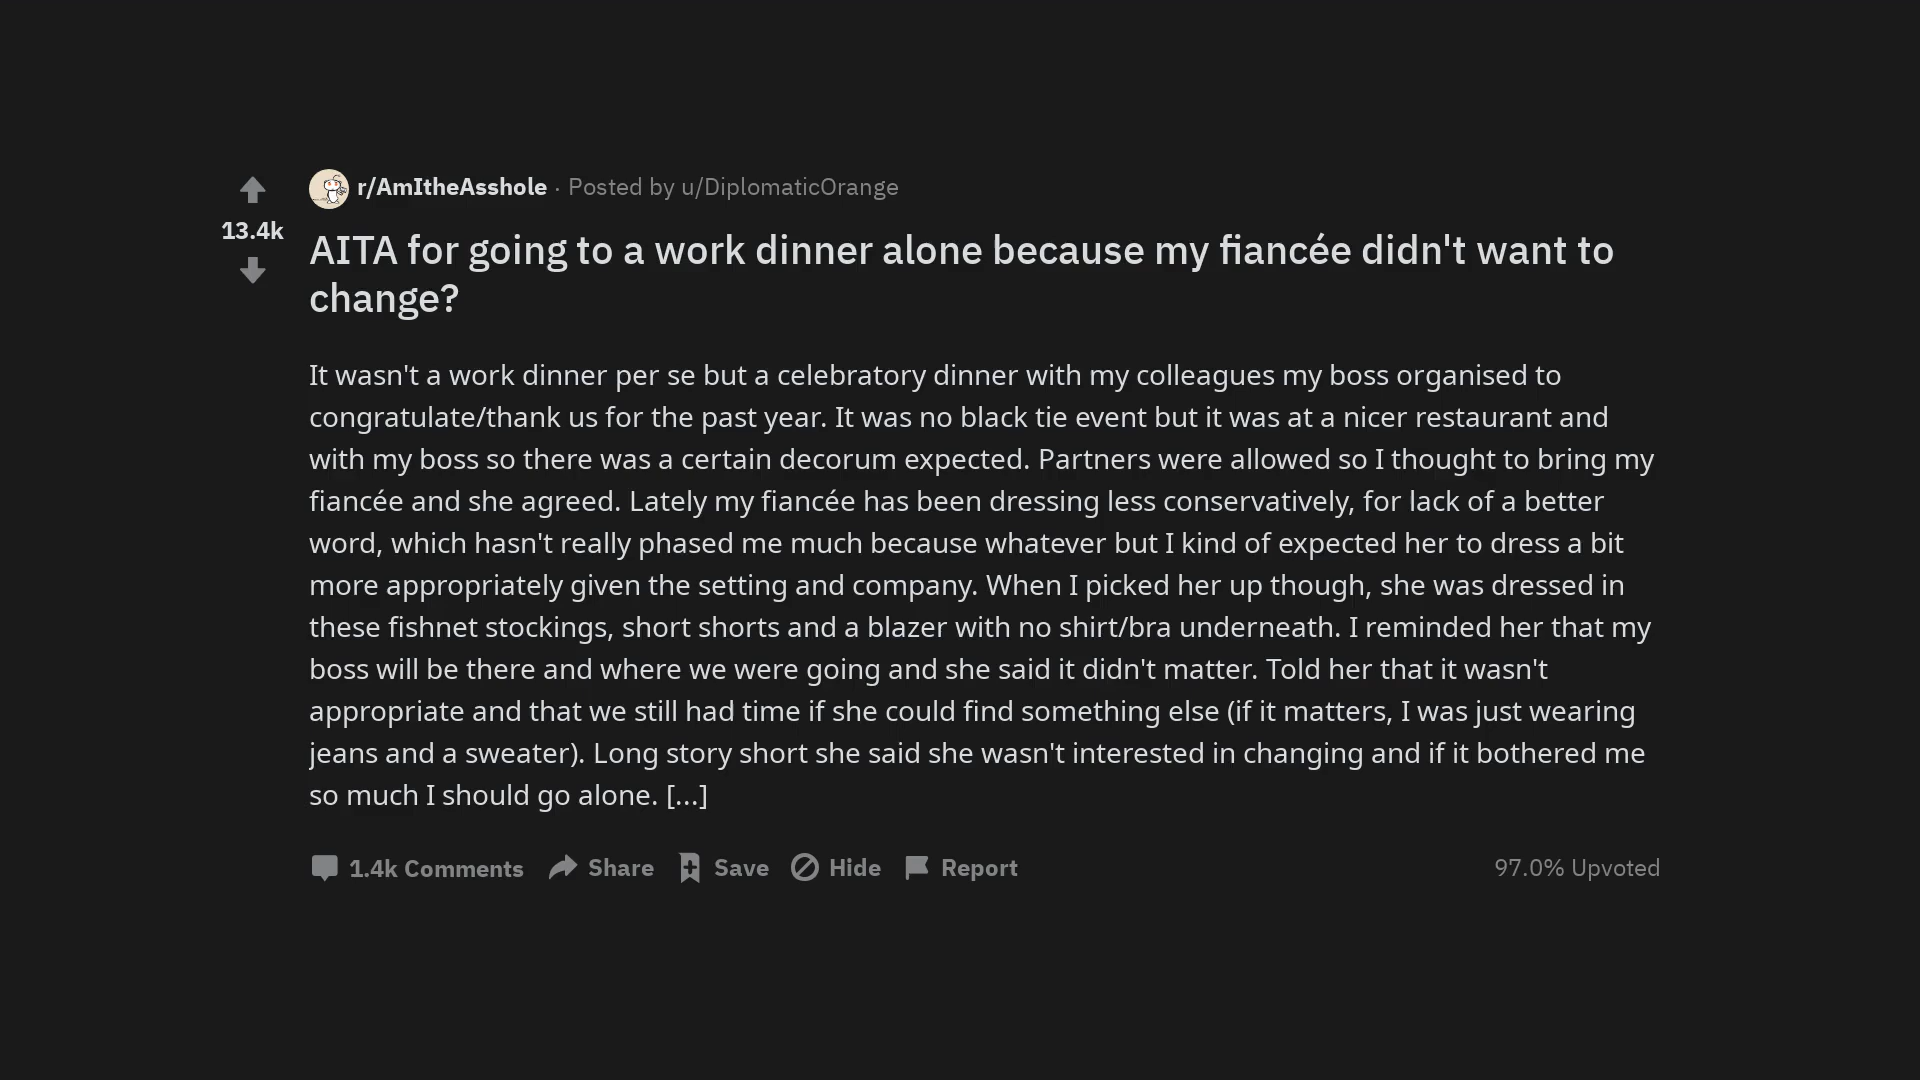 r/AmItheAsshole · Posted by u/DiplomaticOrange
13.4k
AITA for going to a work dinner alone because my fiancée didn't want to
change?
It wasn't a work dinner per se but a celebratory dinner with my colleagues my boss organised to
congratulate/thank us for the past year. It was no black tie event but it was at a nicer restaurant and
with my boss so there was a certain decorum expected. Partners were allowed so I thought to bring my
fiancée and she agreed. Lately my fiancée has been dressing less conservatively, for lack of a better
word, which hasn't really phased me much because whatever but I kind of expected her to dress a bit
more appropriately given the setting and company. When I picked her up though, she was dressed in
these fishnet stockings, short shorts and a blazer with no shirt/bra underneath. I reminded her that my
boss will be there and where we were going and she said it didn't matter. Told her that it wasn't
appropriate and that we still had time if she could find something else (if it matters, I was just wearing
jeans and a sweater). Long story short she said she wasn't interested in changing and if it bothered me
so much I should go alone. [...]
1.4k Comments Share Save Hide Report 97.0% Upvoted